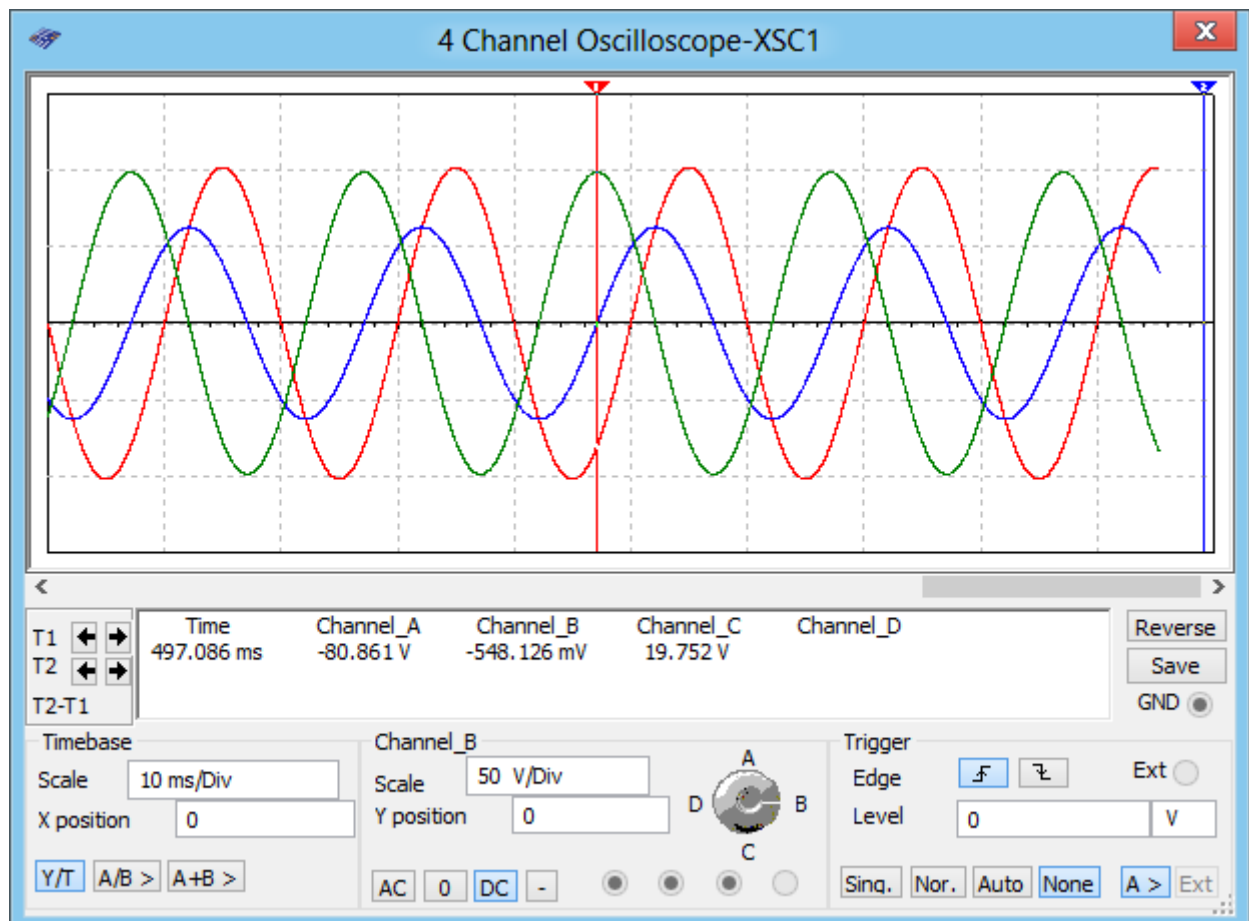 4 Channel Oscilloscope-XSC1
x
1
2
< >
T1
T2
T2-T1
Time Channel_A Channel_B Channel_C Channel_D
497.086 ms -80.861 V -548.126 mV 19.752 V
Reverse
Save
GND
Timebase
Scale 10 ms/Div
X position 0
Y/T A/B > A+B >
Channel_B
Scale 50 V/Div
Y position 0
AC 0 DC -
A
D B
C
Trigger
Edge Ext
Level 0 V
Sing. Nor. Auto None A > Ext